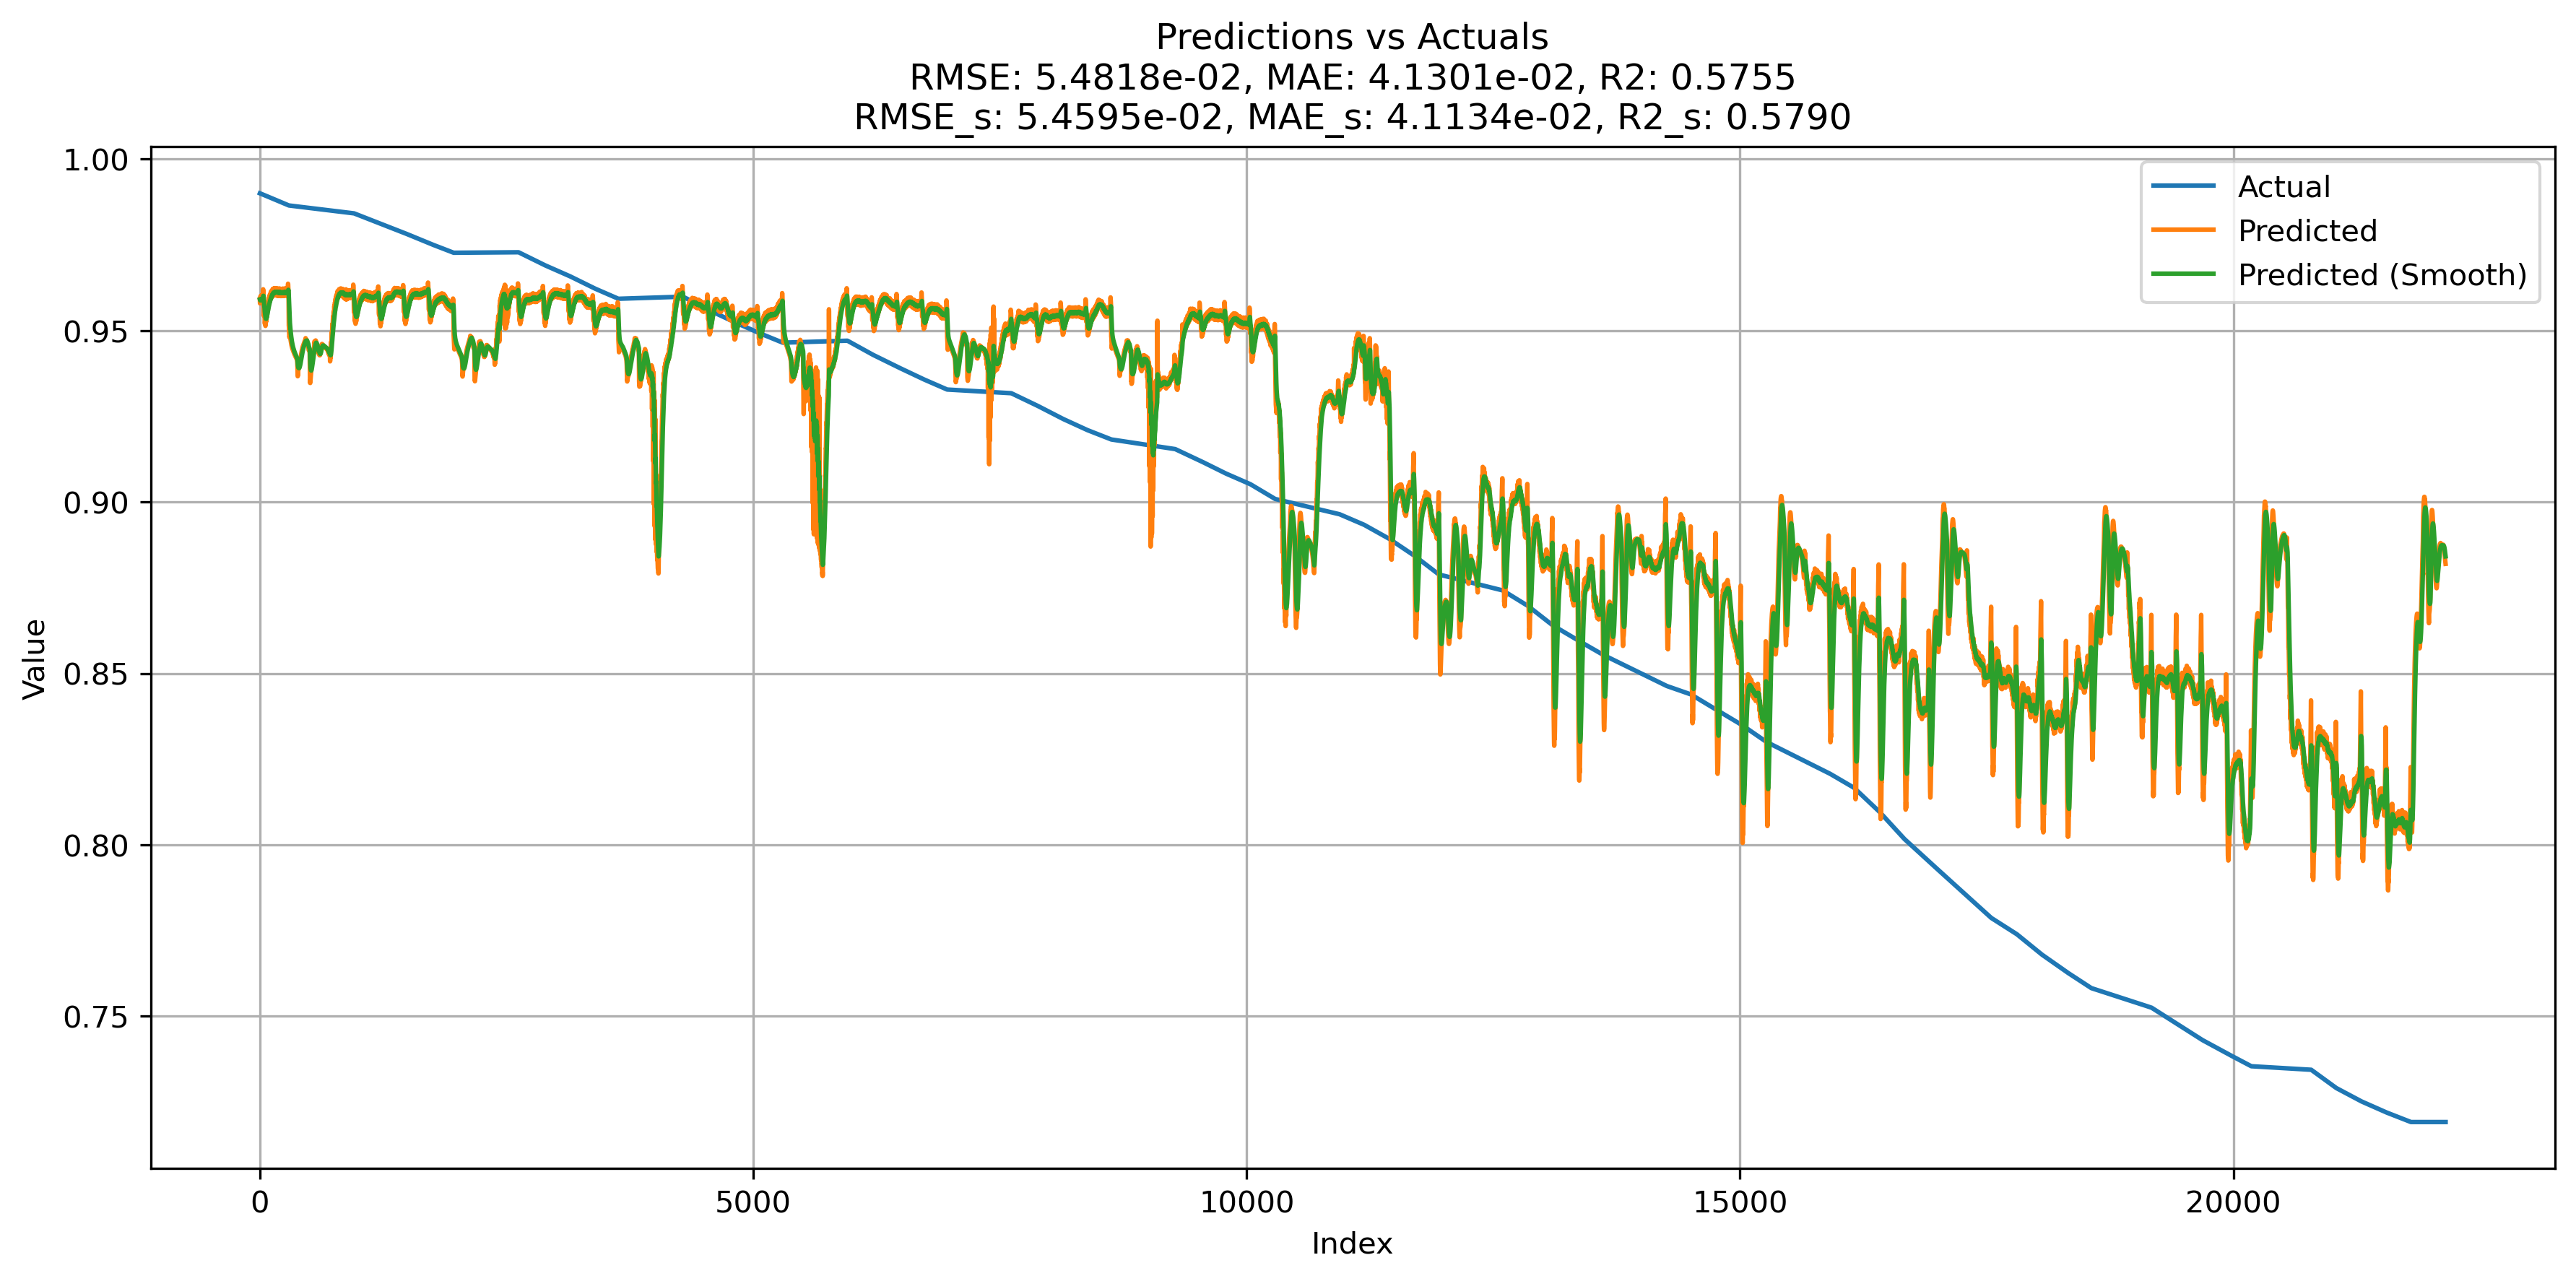 Predictions vs Actuals
RMSE: 5.4818e-02, MAE: 4.1301e-02, R2: 0.5755
RMSE_s: 5.4595e-02, MAE_s: 4.1134e-02, R2_s: 0.5790
Actual
Predicted
Predicted (Smooth)
Value
1.00
0.95
0.90
0.85
0.80
0.75
0
5000
10000
15000
20000
Index